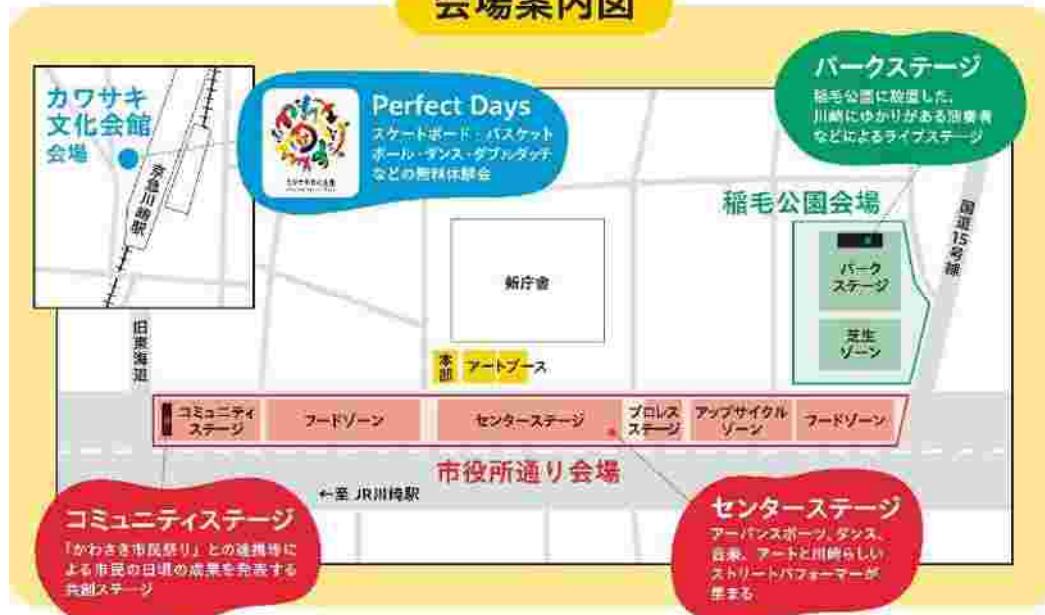 会場案内図
カワサキ
文化会館
会場
京急川崎駅
Perfect Days
スケートボード・バスケット
ボール・ダンス・ダブルダッチ
などの無料体験会
パークステージ
稲毛公園に設置した、
川崎にゆかりがある演奏者
などによるライブステージ
稲毛公園会場
国道15号線
パーク
ステージ
芝生
ゾーン
新庁舎
旧東海道
本部
アートブース
コミュニティ
ステージ
フードゾーン
センターステージ
プロレス
ステージ
アップサイクル
ゾーン
フードゾーン
市役所通り会場
←至 JR川崎駅
コミュニティステージ
「かわさき市民祭り」との連携等に
よる市民の日頃の成果を発表する
共創ステージ
センターステージ
アーバンスポーツ、ダンス、
音楽、アートと川崎らしい
ストリートパフォーマーが
集まる